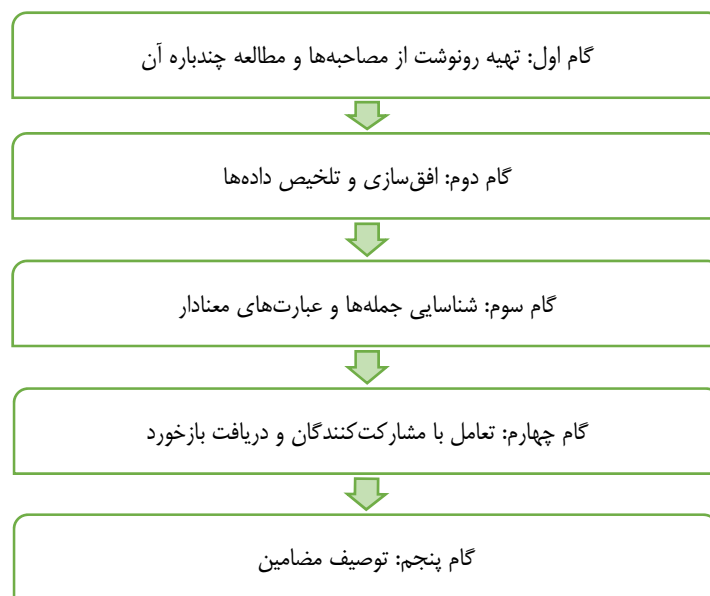 گام اول: تهیه رونوشت از مصاحبه‌ها و مطالعه چندباره آن
گام دوم: افق‌سازی و تلخیص داده‌ها
گام سوم: شناسایی جمله‌ها و عبارت‌های معنادار
گام چهارم: تعامل با مشارکت‌کنندگان و دریافت بازخورد
گام پنجم: توصیف مضامین